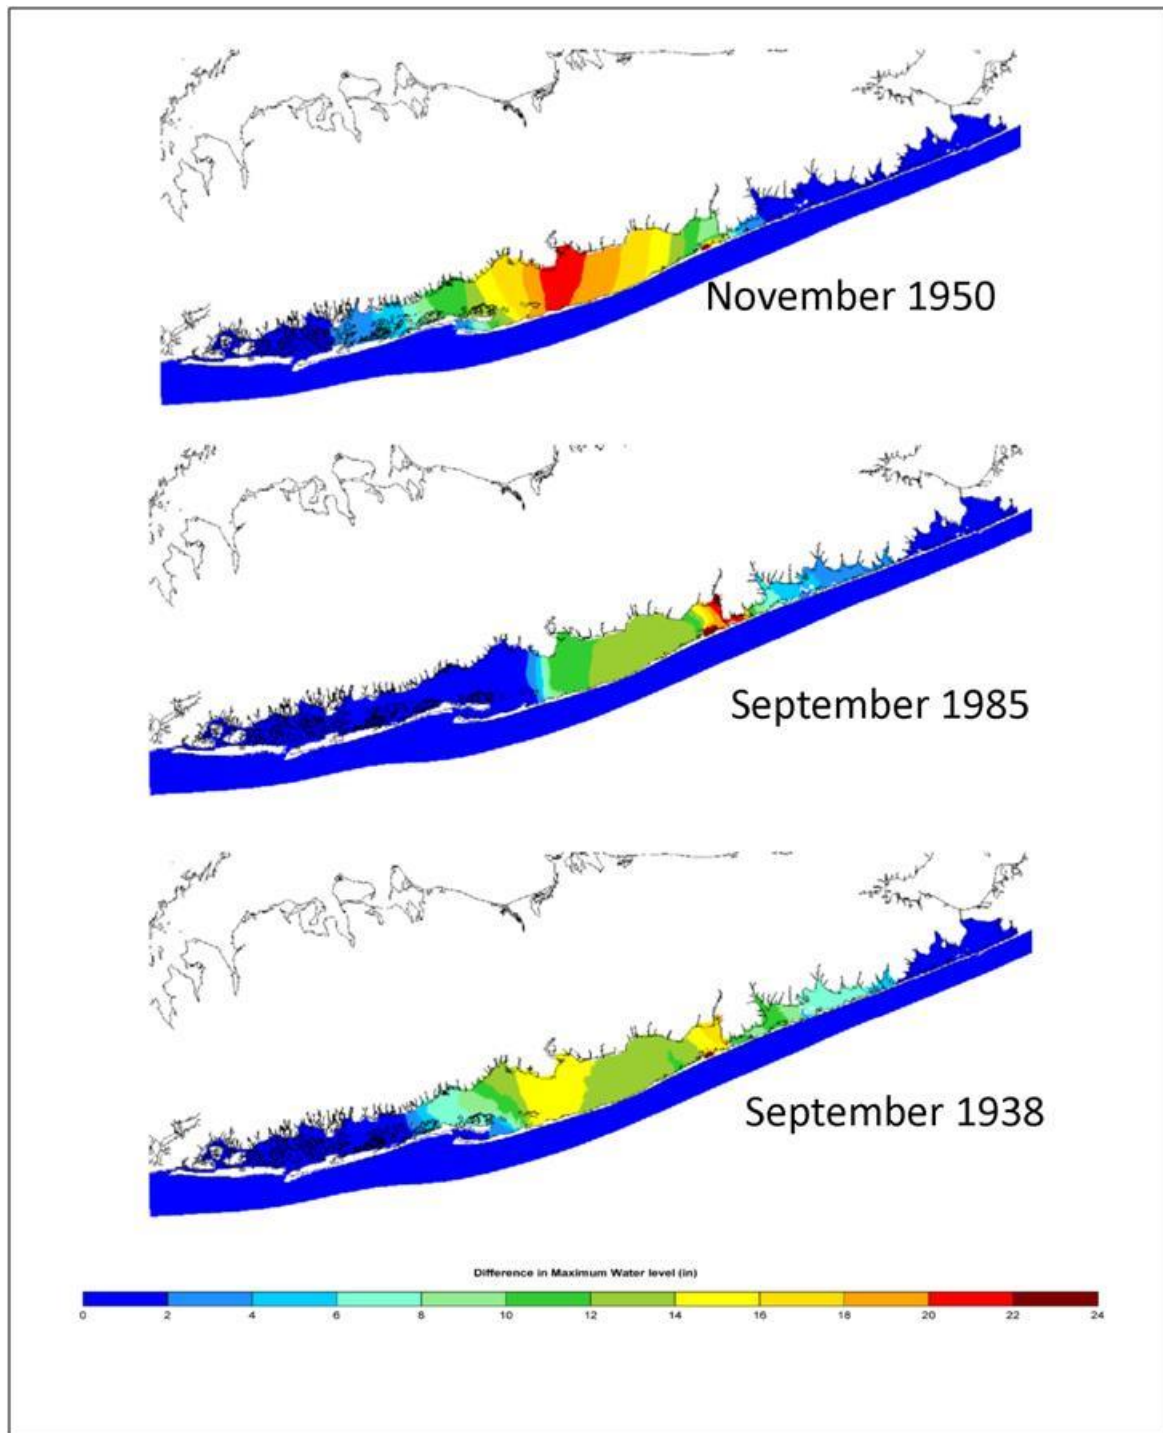 November 1950
September 1985
September 1938
Difference in Maximum Water level (in)
0 2 4 6 8 10 12 14 16 18 20 22 24